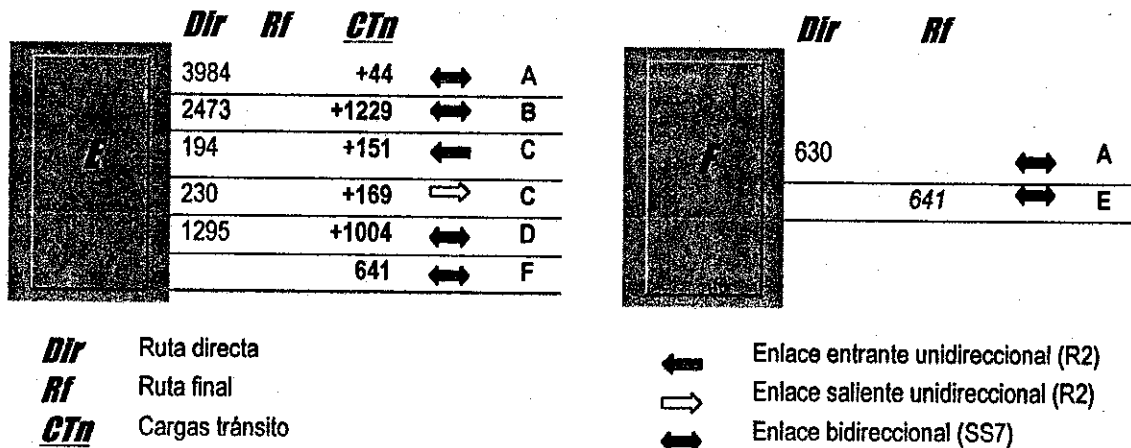 Dir Rf CTn
3984 +44 A
2473 +1229 B
E
194 +151 C
230 +169 C
1295 +1004 D
641 F
Dir Rf
F
630 A
641 E
Dir Ruta directa
Rf Ruta final
CTn Cargas tránsito
Enlace entrante unidireccional (R2)
Enlace saliente unidireccional (R2)
Enlace bidireccional (SS7)